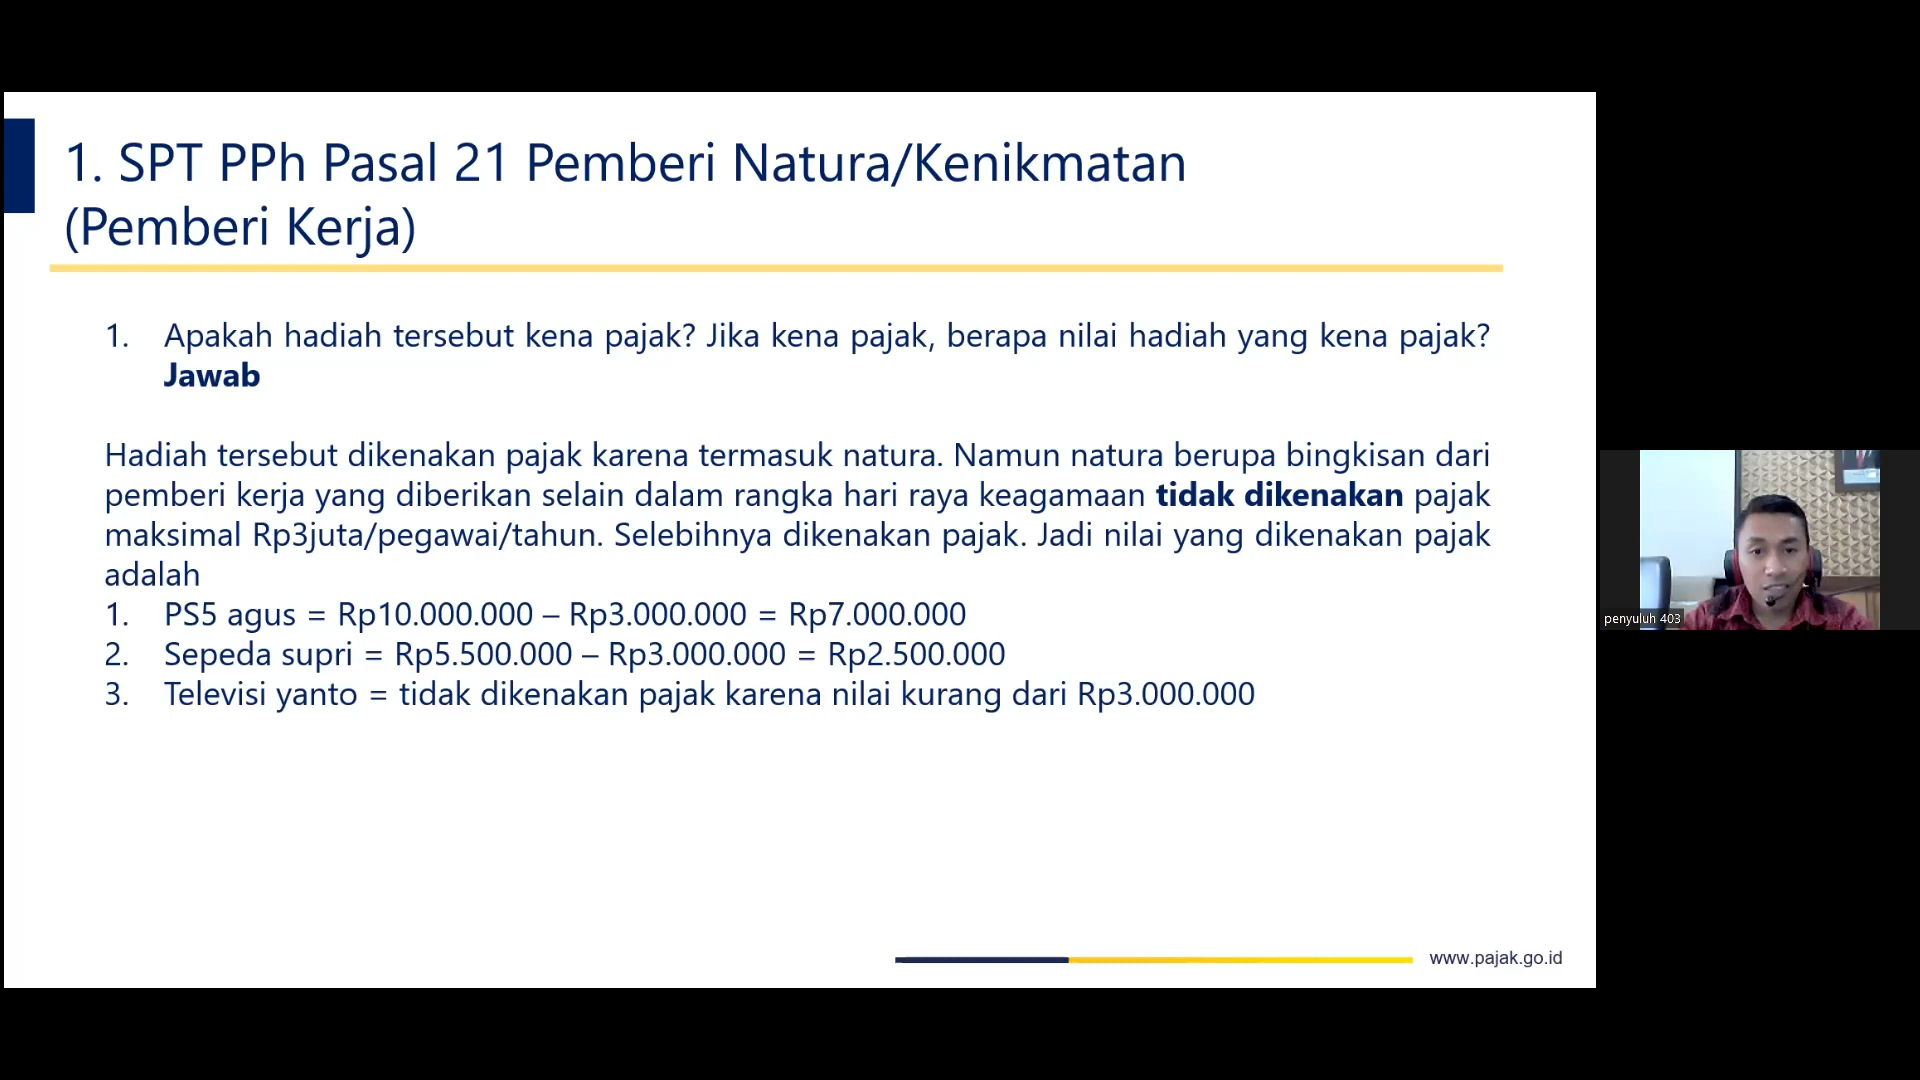 1. SPT PPh Pasal 21 Pemberi Natura/Kenikmatan
(Pemberi Kerja)
1. Apakah hadiah tersebut kena pajak? Jika kena pajak, berapa nilai hadiah yang kena pajak?
Jawab
Hadiah tersebut dikenakan pajak karena termasuk natura. Namun natura berupa bingkisan dari
pemberi kerja yang diberikan selain dalam rangka hari raya keagamaan tidak dikenakan pajak
maksimal Rp3juta/pegawai/tahun. Selebihnya dikenakan pajak. Jadi nilai yang dikenakan pajak
adalah
1. PS5 agus = Rp10.000.000 – Rp3.000.000 = Rp7.000.000
2. Sepeda supri = Rp5.500.000 – Rp3.000.000 = Rp2.500.000
3. Televisi yanto = tidak dikenakan pajak karena nilai kurang dari Rp3.000.000
www.pajak.go.id
penyuluh 403